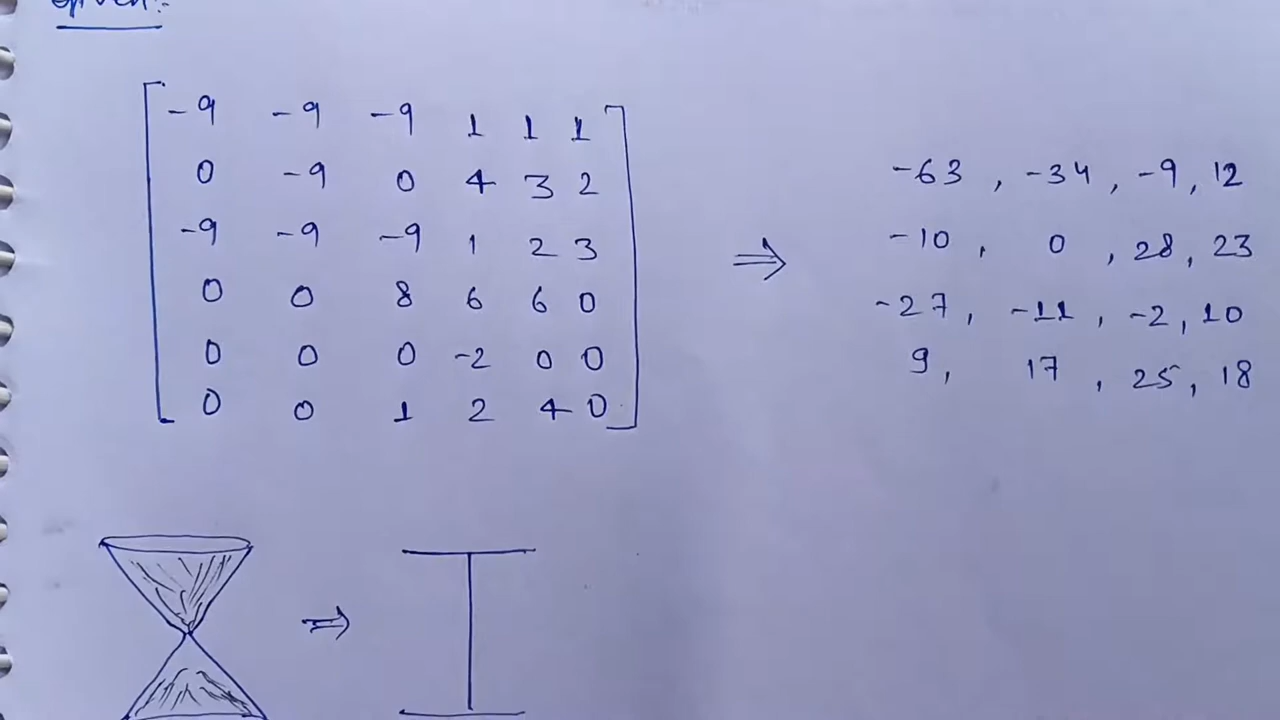 Given:-
-9 -9 -9 1 1 1
0 -9 0 4 3 2
-9 -9 -9 1 2 3
0 0 8 6 6 0
0 0 0 -2 0 0
0 0 1 2 4 0
⇒
-63, -34, -9, 12
-10, 0, 28, 23
-27, -11, -2, 10
9, 17, 25, 18
⇒